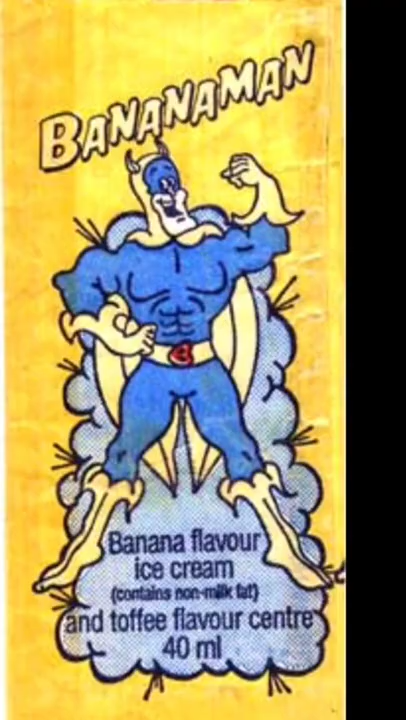 BANANAMAN
Banana flavour
ice cream
(contains non-milk fat)
and toffee flavour centre
40 ml